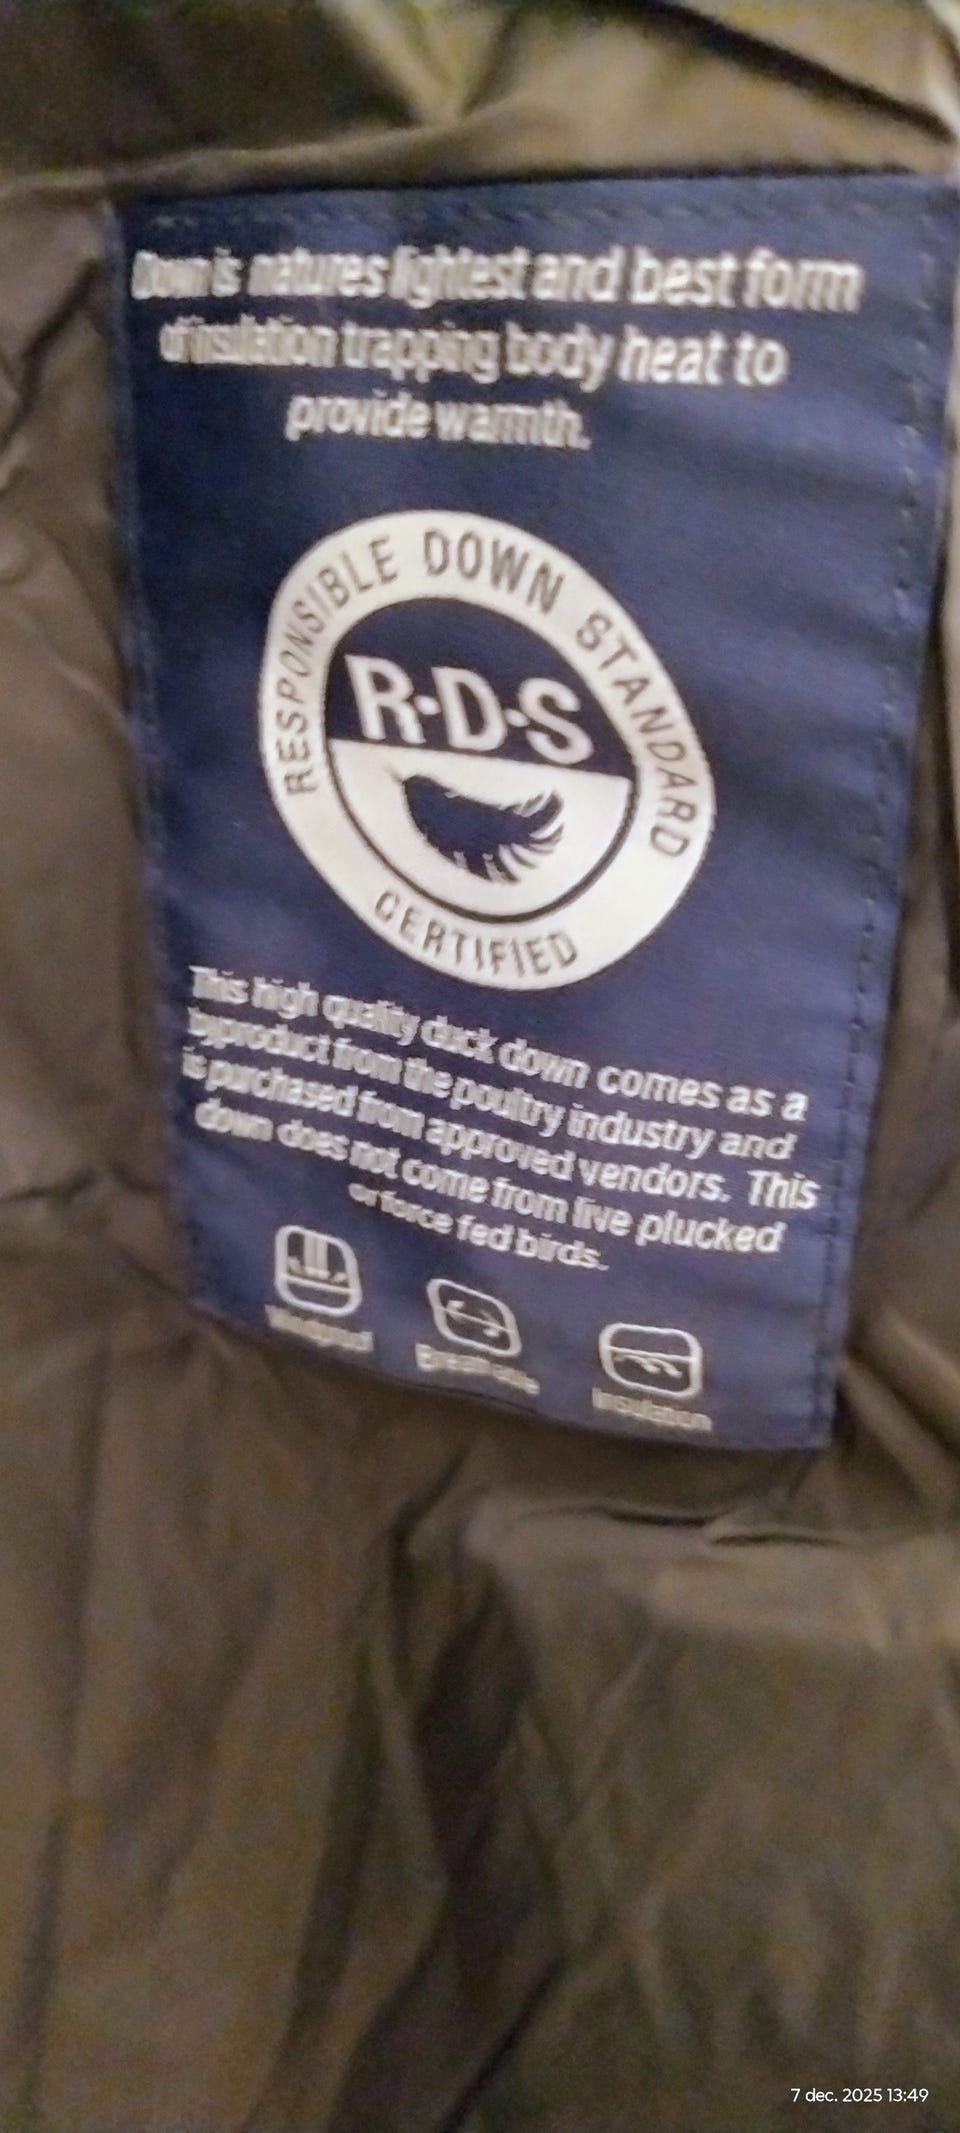 Down is natures lightest and best form
of insulation trapping body heat to
provide warmth.
RESPONSIBLE DOWN STANDARD
R·D·S
CERTIFIED
This high quality duck down comes as a
byproduct from the poultry industry and
is purchased from approved vendors. This
down does not come from live plucked
or force fed birds.
Windproof Breathable Insulation
7 dec. 2025 13:49